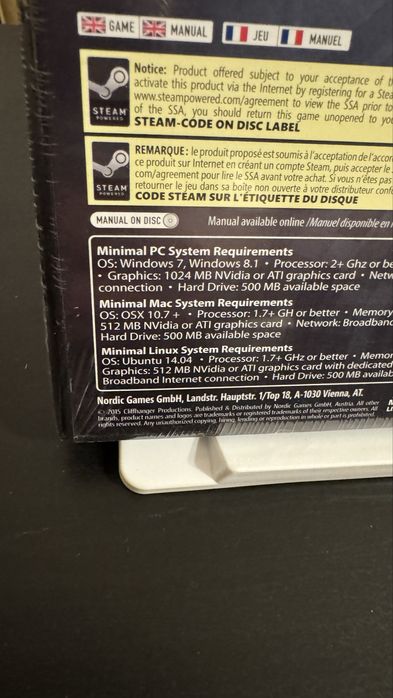 GAME MANUAL JEU MANUEL
Notice: Product offered subject to your acceptance of
activate this product via the Internet by registering for a
www.steampowered.com/agreement to view the SSA prior to
of the SSA, you should return this game unopened to
STEAM-CODE ON DISC LABEL
STEAM
POWERED
REMARQUE : le produit proposé est soumis à l'acceptation de
ce produit sur Internet en créant un compte Steam, puis accepter le
com/agreement pour lire le SSA avant votre achat. Si vous n'êtes pas
retourner le jeu dans sa boîte non ouverte à votre distributeur
CODE STEAM SUR L'ÉTIQUETTE DU DISQUE
STEAM
POWERED
MANUAL ON DISC Manual available online /Manuel disponible en
Minimal PC System Requirements
OS: Windows 7, Windows 8.1 • Processor: 2+ Ghz or
• Graphics: 1024 MB NVidia or ATI graphics card •
connection • Hard Drive: 500 MB available space
Minimal Mac System Requirements
OS: OSX 10.7 + • Processor: 1.7+ GH or better • Memory
512 MB NVidia or ATI graphics card • Network: Broadband
Hard Drive: 500 MB available space
Minimal Linux System Requirements
OS: Ubuntu 14.04 • Processor: 1.7+ GHz or better •
Graphics: 512 MB NVidia or ATI graphics card with dedicated
Broadband Internet connection • Hard Drive: 500 MB
Nordic Games GmbH, Landstr. Hauptstr. 1/Top 18, A-1030 Vienna, AT.
© 2015 Cliffhanger Productions. Published & Distributed by Nordic Games GmbH, Austria. All other
brands, product names and logos are trademarks or registered trademarks of their respective owners. All
rights reserved. Any unauthorized copying, hiring, lending or reproduction in whole or part is prohibited.